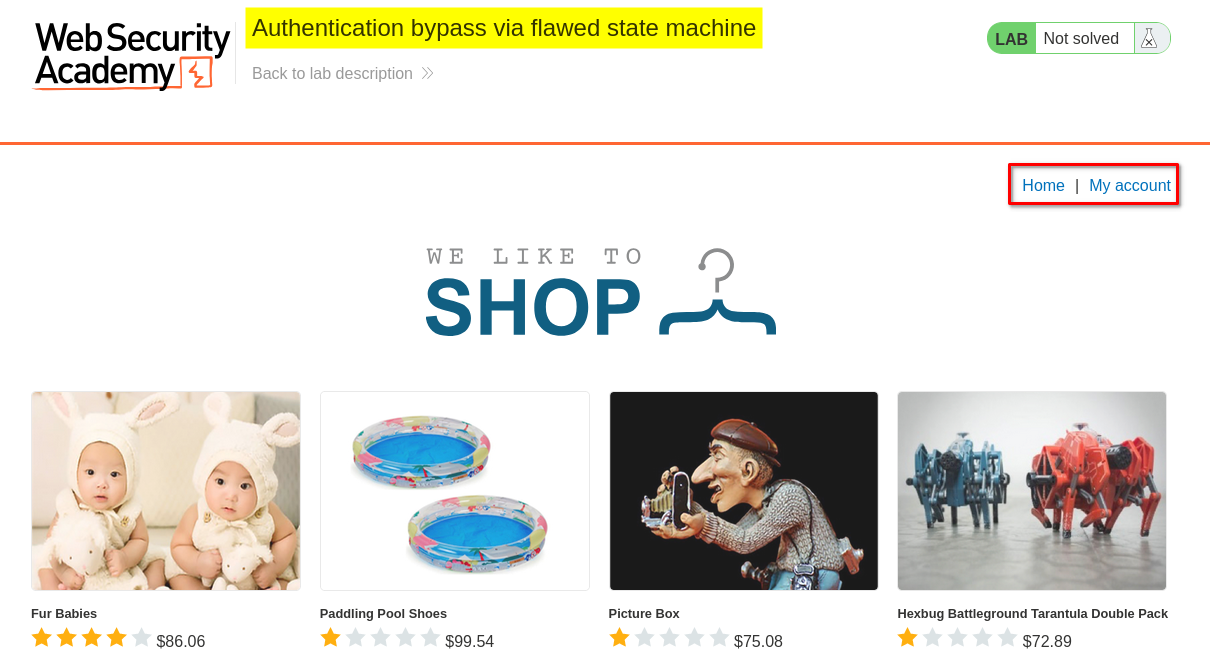 Web Security
Academy
Authentication bypass via flawed state machine
Back to lab description
LAB Not solved
Home | My account
WE LIKE TO
SHOP
Fur Babies
$86.06
Paddling Pool Shoes
$99.54
Picture Box
$75.08
Hexbug Battleground Tarantula Double Pack
$72.89